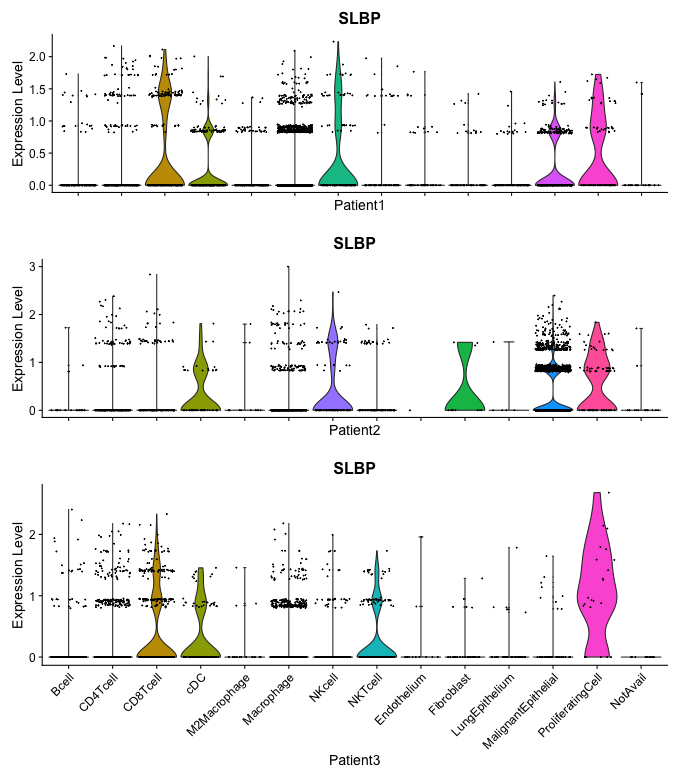 SLBP
Expression Level
2.0
1.5
1.0
0.5
0.0
Patient1
SLBP
Expression Level
3
2
1
0
Patient2
SLBP
Expression Level
2
1
0
Bcell
CD4Tcell
CD8Tcell
cDC
M2Macrophage
Macrophage
NKcell
NKTcell
Endothelium
Fibroblast
LungEpithelium
MalignantEpithelial
ProliferatingCell
NotAvail
Patient3